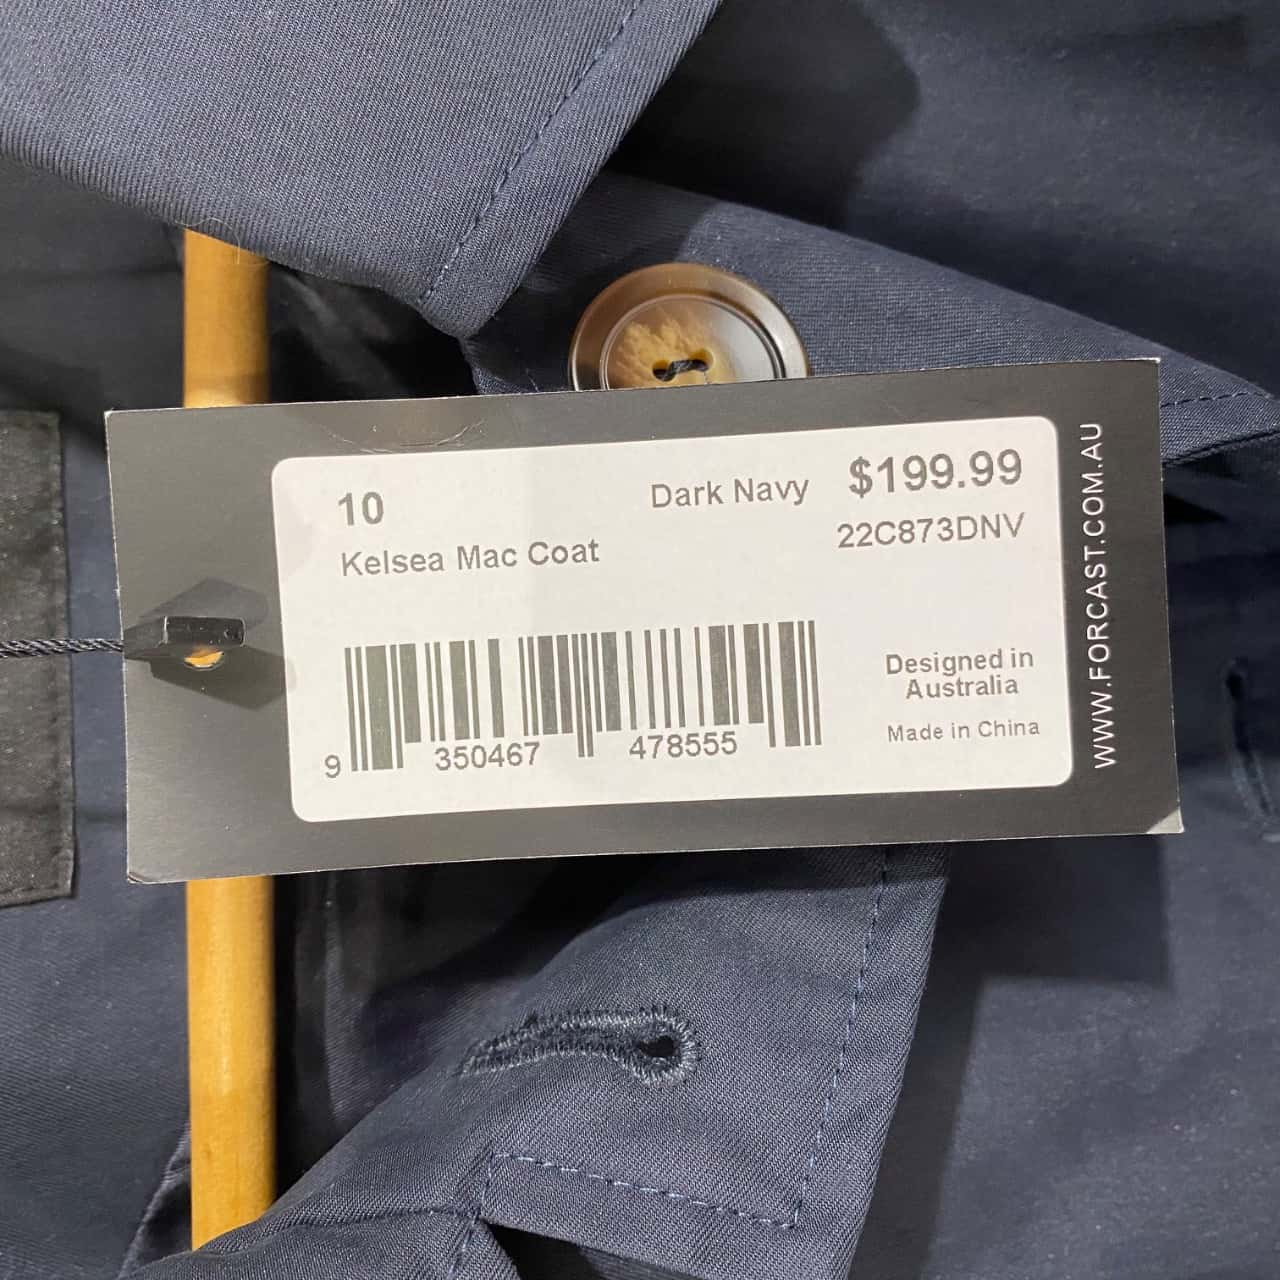 10 Dark Navy $199.99
Kelsea Mac Coat 22C873DNV
Designed in
Australia
Made in China
9 350467 478555
WWW.FORCAST.COM.AU